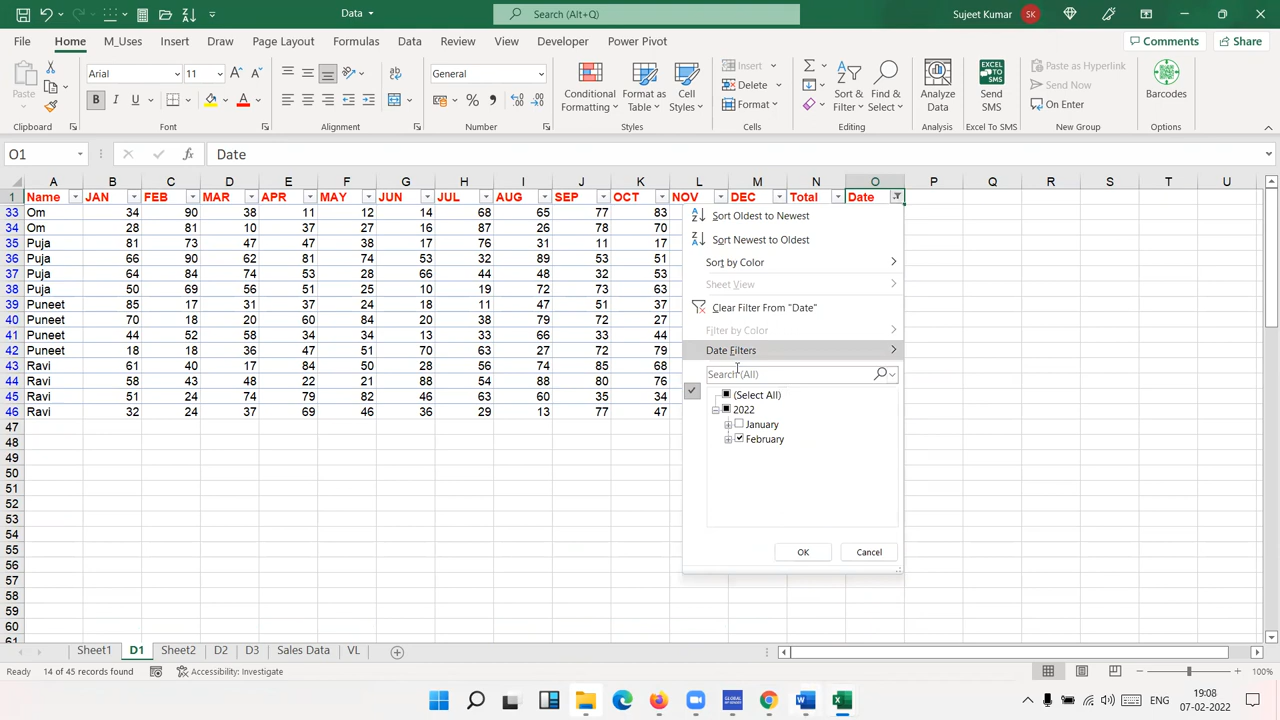 Data
Search (Alt+Q)
Sujeet Kumar
SK
File Home M_Uses Insert Draw Page Layout Formulas Data Review View Developer Help Power Pivot
Comments
Share
Paste
Arial
11
B I U
General
Conditional Formatting
Format as Table
Cell Styles
Insert
Delete
Format
Sort & Filter
Find & Select
Analyze Data
Send SMS
Paste as Hyperlink
Send Now
On Enter
Barcodes
Clipboard Font Alignment Number Styles Cells Editing Analysis Excel To SMS New Group Options
O1
fx
Date
A B C D E F G H I J K L M N O P Q R S T U
1 Name JAN FEB MAR APR MAY JUN JUL AUG SEP OCT NOV DEC Total Date
33 Om 34 90 38 11 12 14 68 65 77 83
34 Om 28 81 10 37 27 16 87 26 78 70
35 Puja 81 73 47 47 38 17 76 31 11 17
36 Puja 66 90 62 81 74 53 32 89 53 51
37 Puja 64 84 74 53 28 66 44 48 32 53
38 Puja 50 69 56 51 25 10 19 72 73 56
39 Puneet 85 17 31 37 24 18 11 47 51 37
40 Puneet 70 18 20 60 84 20 38 79 72 27
41 Puneet 44 52 58 34 34 13 33 66 33 44
42 Puneet 18 18 36 47 51 70 63 27 72 79
43 Ravi 61 40 17 84 50 28 56 74 85 68
44 Ravi 58 43 48 22 21 88 54 88 80 76
45 Ravi 51 24 74 79 82 46 63 60 35 34
46 Ravi 32 24 37 69 46 36 29 13 77 47
47
48
49
50
51
52
53
54
55
56
57
58
59
60
61
Sort Oldest to Newest
Sort Newest to Oldest
Sort by Color
Sheet View
Clear Filter From "Date"
Filter by Color
Date Filters
Search (All)
(Select All)
2022
January
February
OK
Cancel
Sheet1 D1 Sheet2 D2 D3 Sales Data VL
Ready
14 of 45 records found
Accessibility: Investigate
100%
GLOBAL
ENG
19:08
07-02-2022